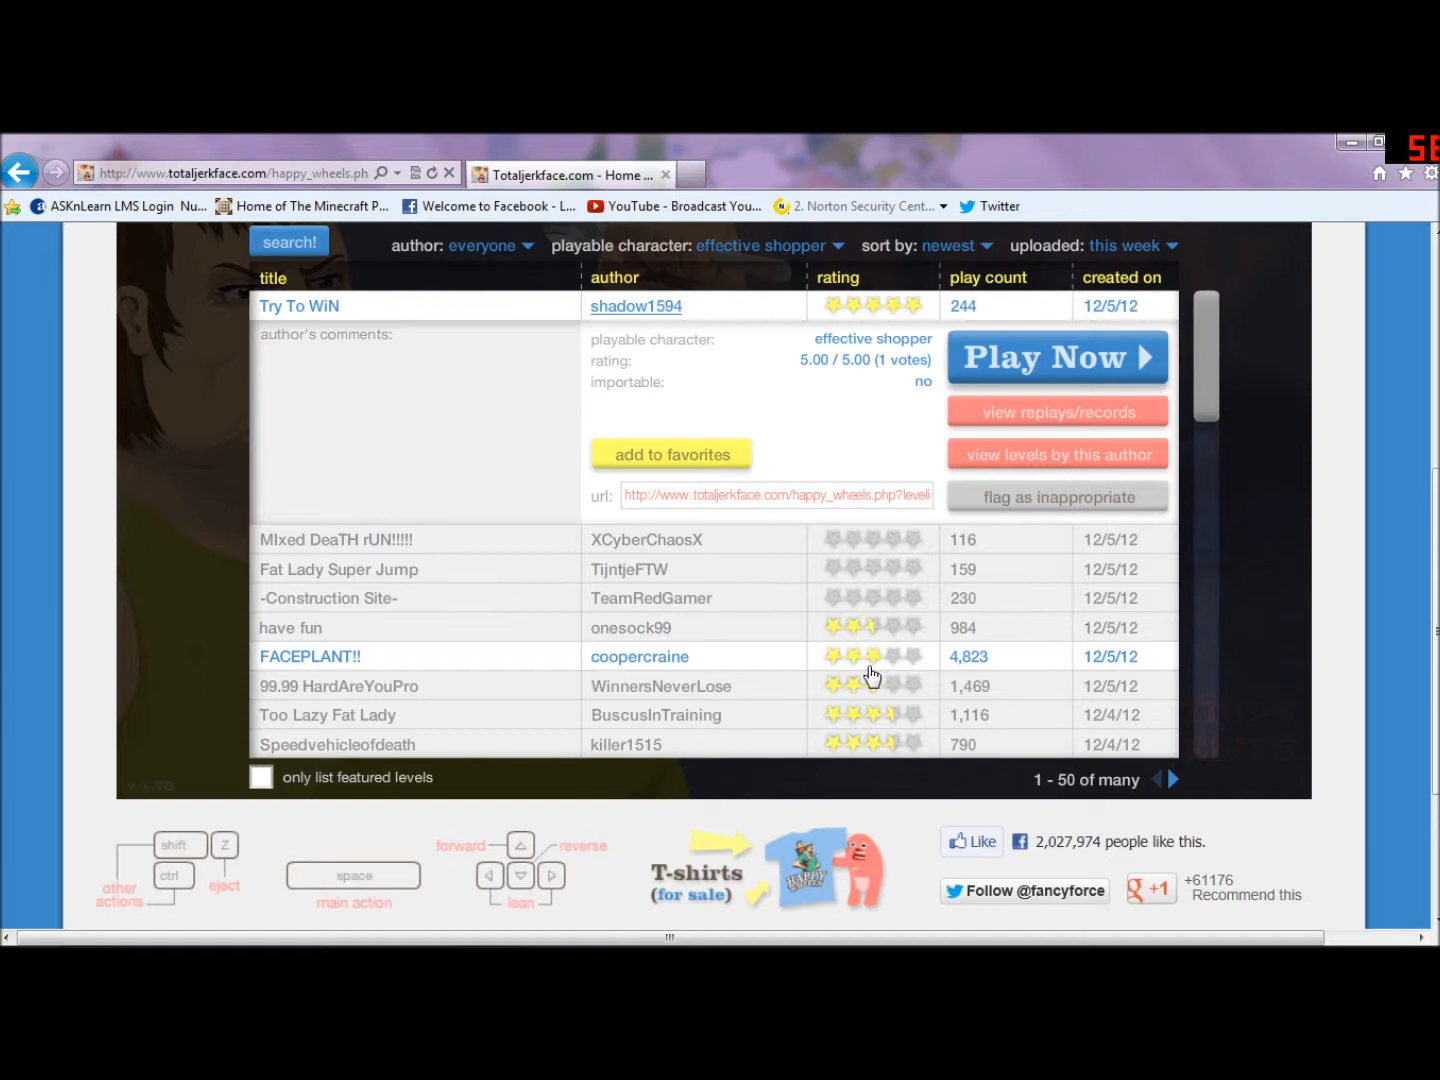 SE
http://www.totaljerkface.com/happy_wheels.ph
Totaljerkface.com - Home ...
ASKnLearn LMS Login Nu...
Home of The Minecraft P...
Welcome to Facebook - L...
YouTube - Broadcast You...
2. Norton Security Cent...
Twitter
search! author: everyone playable character: effective shopper sort by: newest uploaded: this week
title author rating play count created on
Try To WiN shadow1594 244 12/5/12
author's comments:
playable character: effective shopper
rating: 5.00 / 5.00 (1 votes)
importable: no
Play Now
view replays/records
add to favorites
view levels by this author
url: http://www.totaljerkface.com/happy_wheels.php?leveli
flag as inappropriate
MIxed DeaTH rUN!!!!! XCyberChaosX 116 12/5/12
Fat Lady Super Jump TijntjeFTW 159 12/5/12
-Construction Site- TeamRedGamer 230 12/5/12
have fun onesock99 984 12/5/12
FACEPLANT!! coopercraine 4,823 12/5/12
99.99 HardAreYouPro WinnersNeverLose 1,469 12/5/12
Too Lazy Fat Lady BuscusInTraining 1,116 12/4/12
Speedvehicleofdeath killer1515 790 12/4/12
only list featured levels 1 - 50 of many
shift Z
ctrl
other actions
eject
space
main action
forward reverse
lean
T-shirts
(for sale)
HAPPY WHEELS
Like 2,027,974 people like this.
Follow @fancyforce
+1
+61176
Recommend this